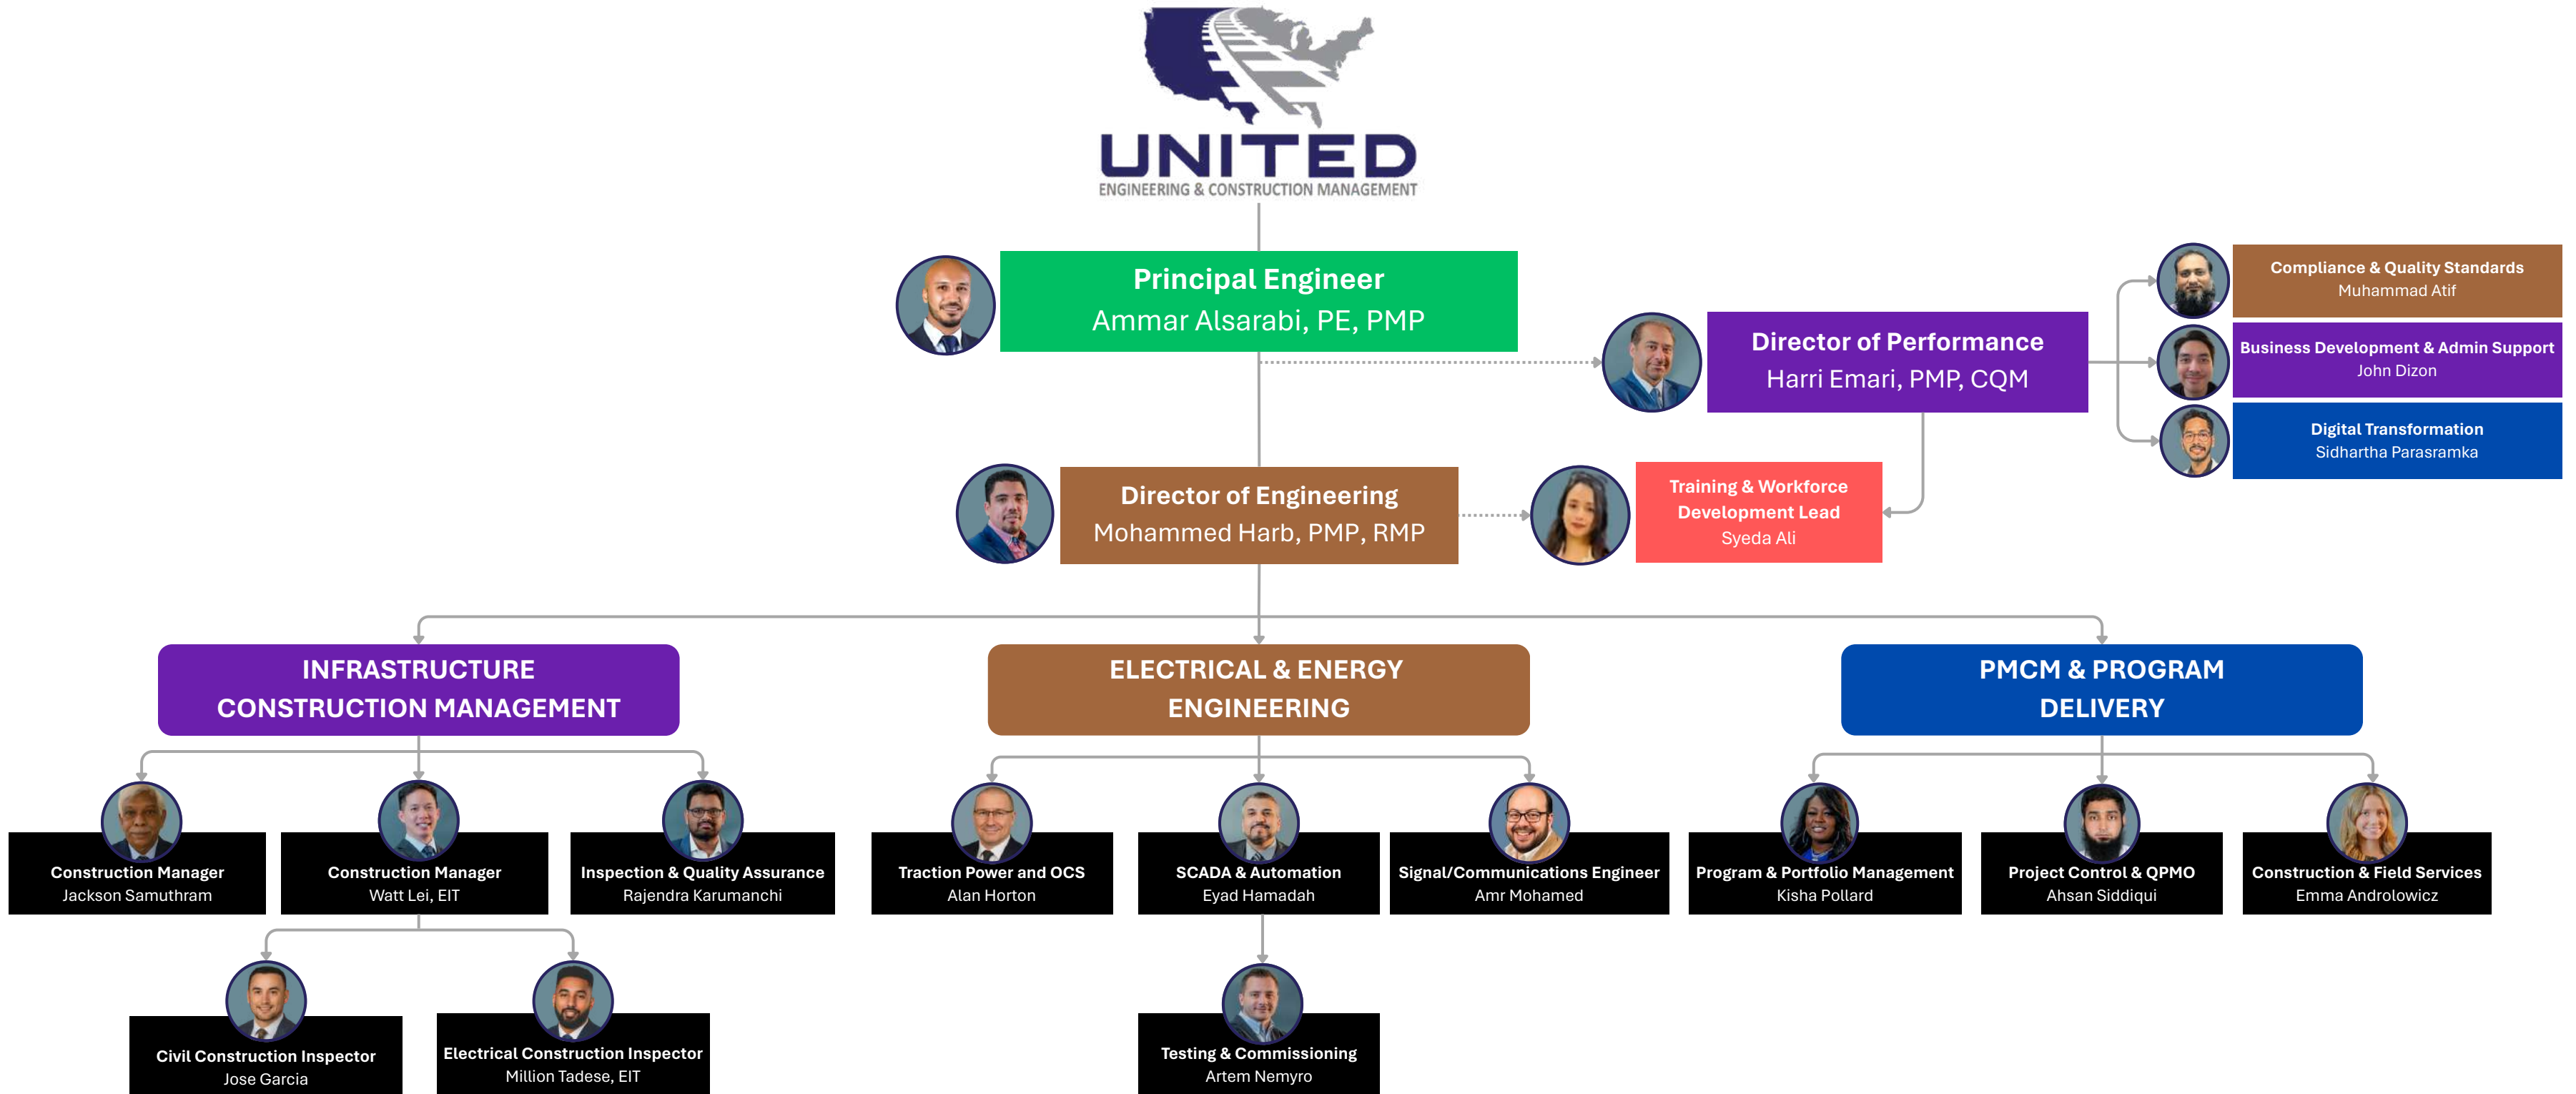 UNITED
ENGINEERING & CONSTRUCTION MANAGEMENT
Principal Engineer
Ammar Alsarabi, PE, PMP
Director of Performance
Harri Emari, PMP, CQM
Compliance & Quality Standards
Muhammad Atif
Business Development & Admin Support
John Dizon
Digital Transformation
Sidhartha Parasramka
Director of Engineering
Mohammed Harb, PMP, RMP
Training & Workforce
Development Lead
Syeda Ali
INFRASTRUCTURE
CONSTRUCTION MANAGEMENT
ELECTRICAL & ENERGY
ENGINEERING
PMCM & PROGRAM
DELIVERY
Construction Manager
Jackson Samuthram
Construction Manager
Watt Lei, EIT
Inspection & Quality Assurance
Rajendra Karumanchi
Traction Power and OCS
Alan Horton
SCADA & Automation
Eyad Hamadah
Signal/Communications Engineer
Amr Mohamed
Program & Portfolio Management
Kisha Pollard
Project Control & QPMO
Ahsan Siddiqui
Construction & Field Services
Emma Androlowicz
Civil Construction Inspector
Jose Garcia
Electrical Construction Inspector
Million Tadese, EIT
Testing & Commissioning
Artem Nemyro